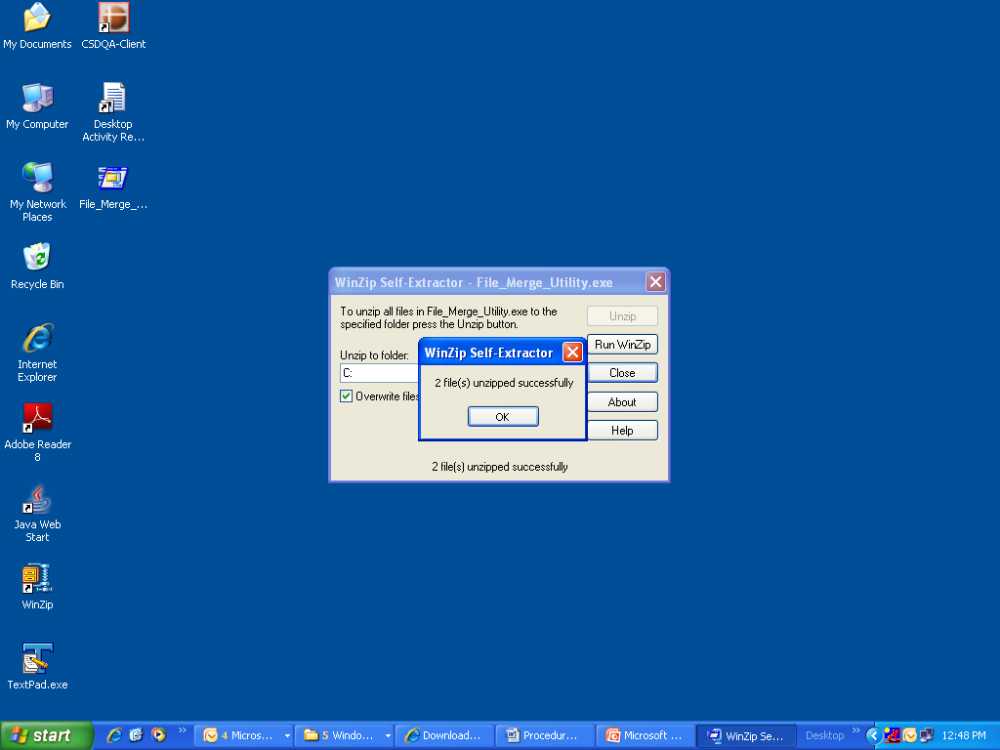 My Documents
CSDQA-Client
My Computer
Desktop
Activity Re...
My Network
Places
File_Merge_...
Recycle Bin
Internet
Explorer
Adobe Reader
8
Java Web
Start
WinZip
TextPad.exe
WinZip Self-Extractor - File_Merge_Utility.exe
To unzip all files in File_Merge_Utility.exe to the
specified folder press the Unzip button.
Unzip to folder:
C:
Overwrite files
Unzip
Run WinZip
Close
About
Help
WinZip Self-Extractor
2 file(s) unzipped successfully
OK
2 file(s) unzipped successfully
start
4 Micros...
5 Windo...
Download...
Procedur...
Microsoft ...
WinZip Se...
Desktop
12:48 PM